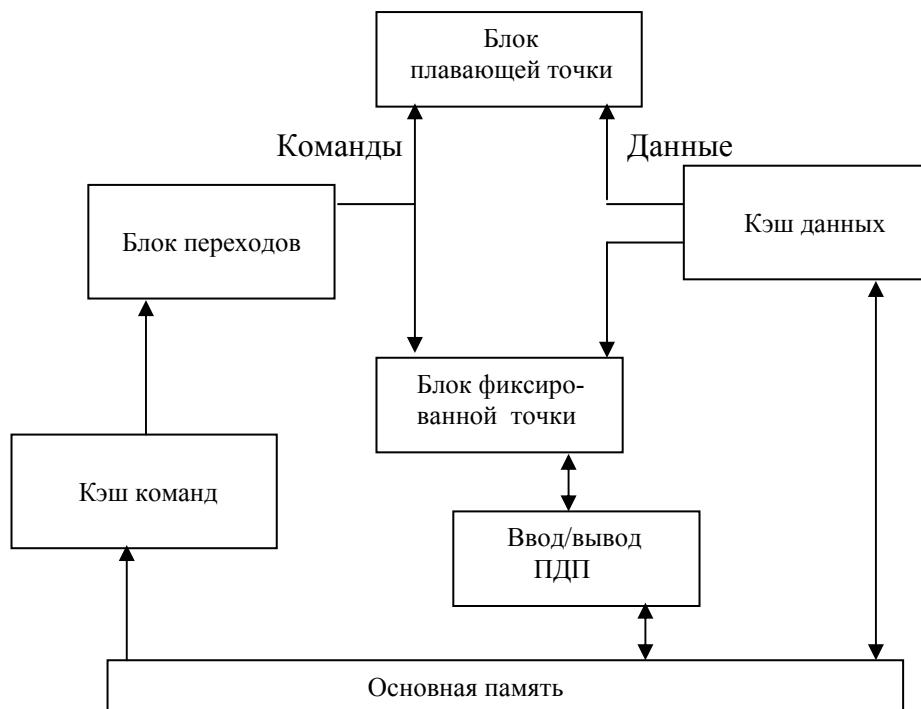 Блок
плавающей точки
Команды
Данные
Блок переходов
Кэш данных
Блок фиксиро-
ванной точки
Кэш команд
Ввод/вывод
ПДП
Основная память